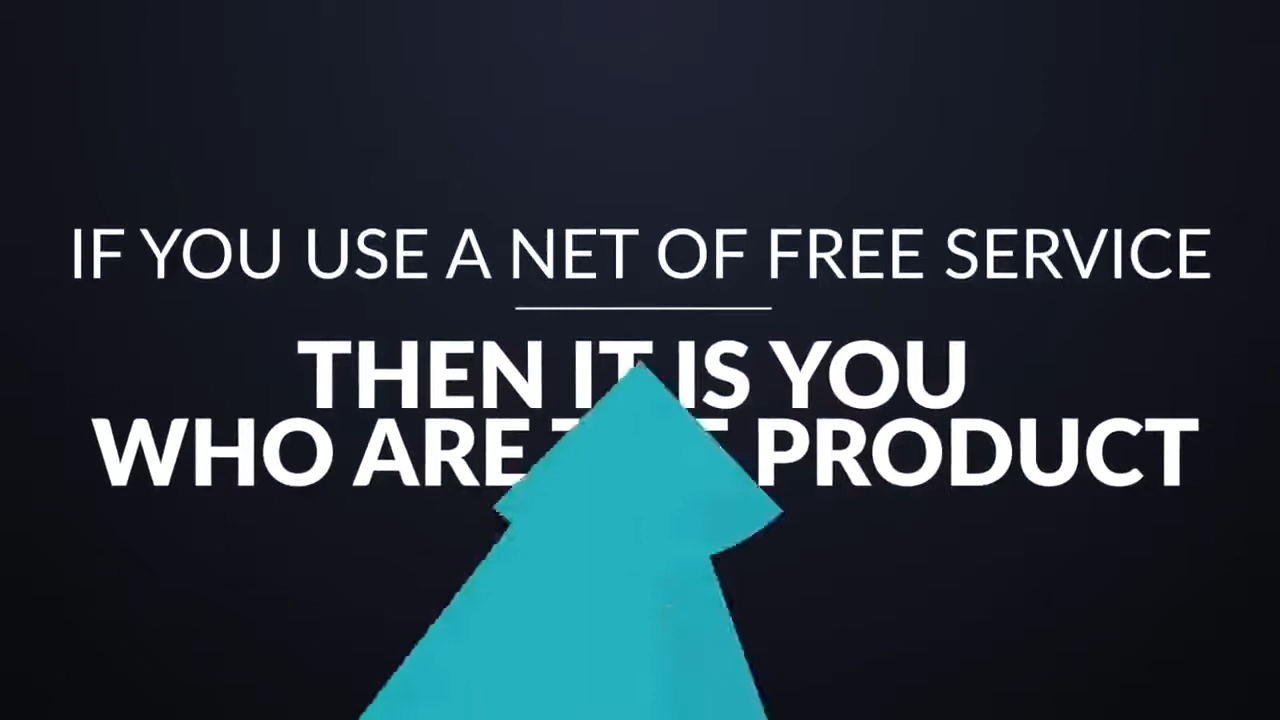 IF YOU USE A NET OF FREE SERVICE
THEN IT IS YOU
WHO ARE PRODUCT